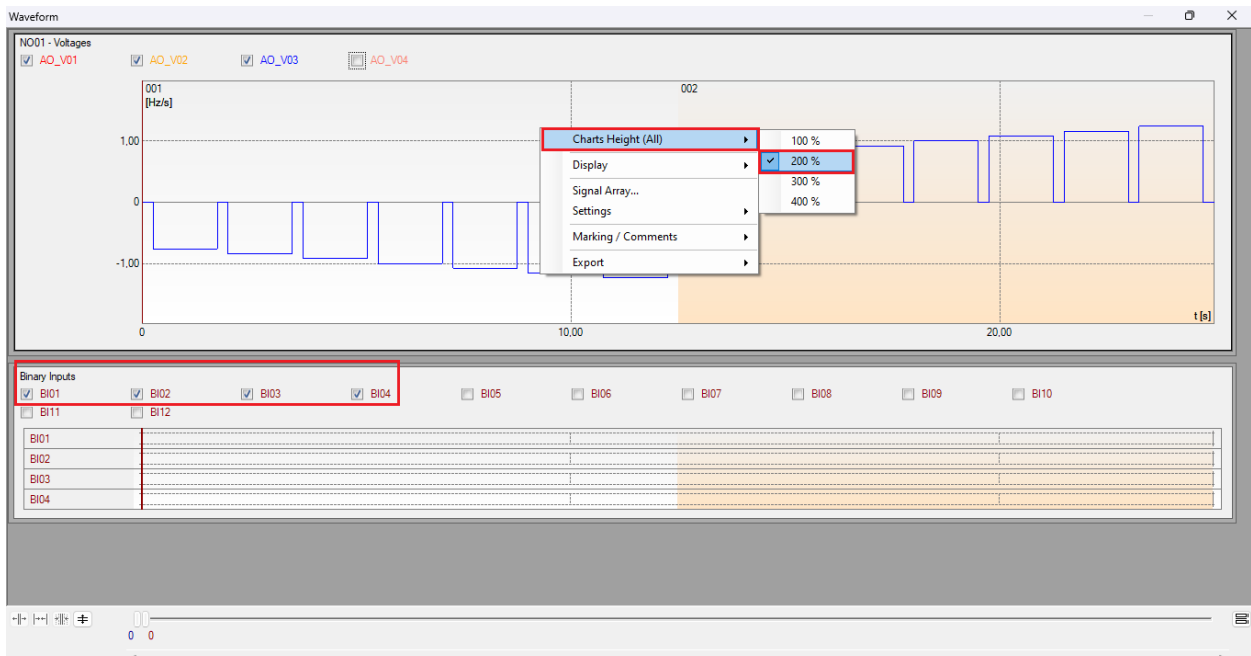 Waveform
NO01 - Voltages
AO_V01 AO_V02 AO_V03 AO_V04
001 002
[Hz/s]
1,00
0
-1,00
Charts Height (All)
Display
Signal Array...
Settings
Marking / Comments
Export
100 %
200 %
300 %
400 %
t [s]
0 10,00 20,00
Binary Inputs
BI01 BI02 BI03 BI04 BI05 BI06 BI07 BI08 BI09 BI10
BI11 BI12
BI01
BI02
BI03
BI04
0 0